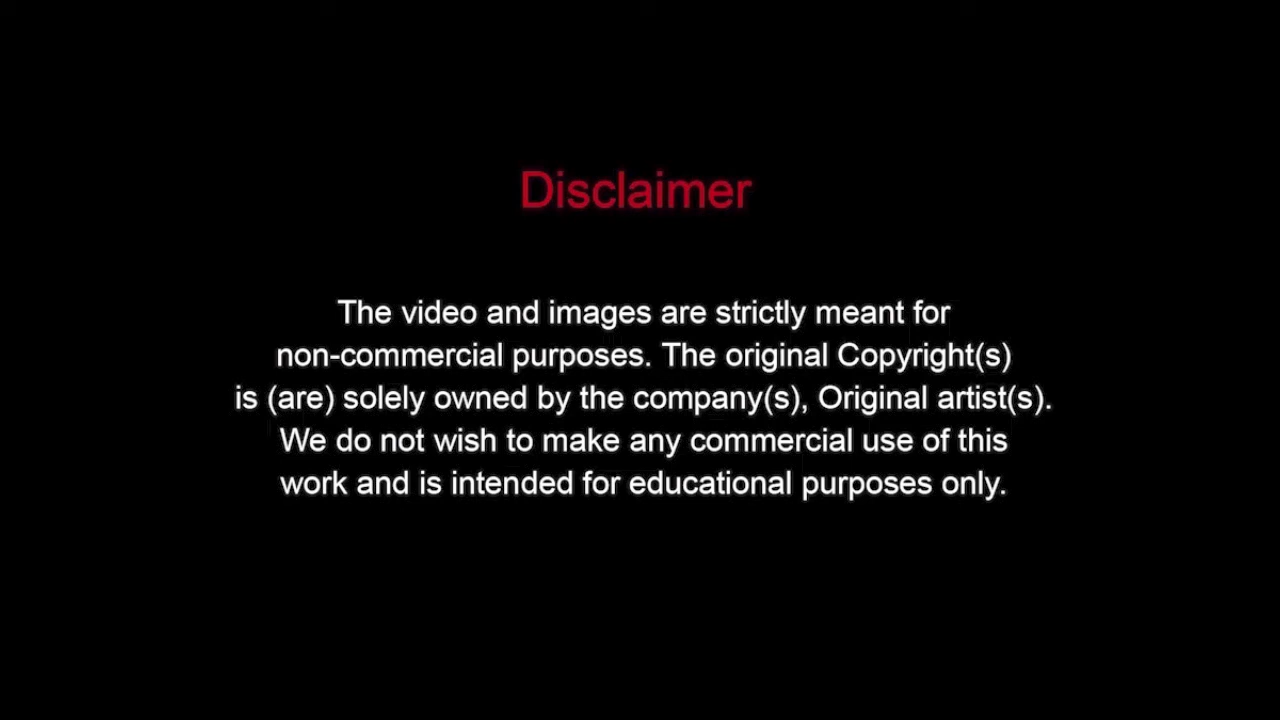 Disclaimer
The video and images are strictly meant for
non-commercial purposes. The original Copyright(s)
is (are) solely owned by the company(s), Original artist(s).
We do not wish to make any commercial use of this
work and is intended for educational purposes only.